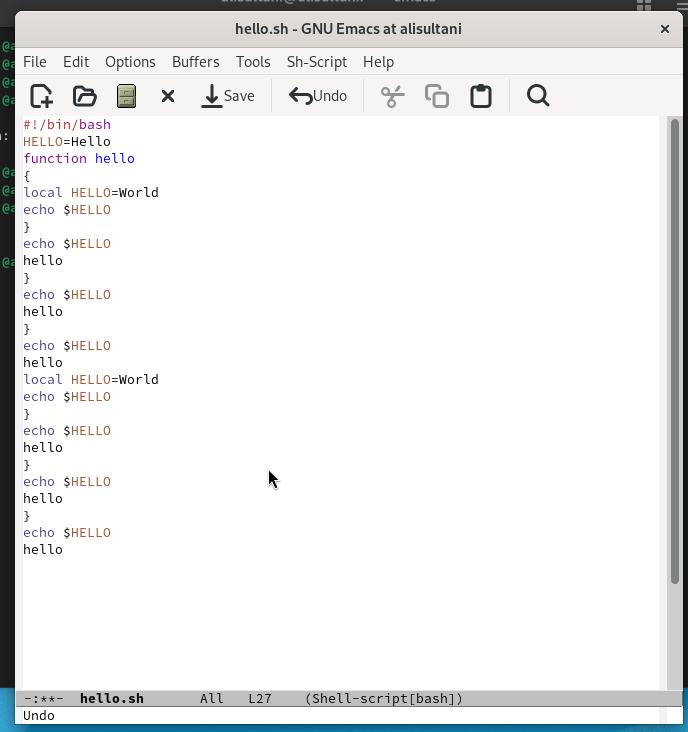 hello.sh - GNU Emacs at alisultani
File Edit Options Buffers Tools Sh-Script Help
Save Undo
#!/bin/bash
HELLO=Hello
function hello
{
local HELLO=World
echo $HELLO
}
echo $HELLO
hello
}
echo $HELLO
hello
}
echo $HELLO
hello
local HELLO=World
echo $HELLO
}
echo $HELLO
hello
}
echo $HELLO
hello
}
echo $HELLO
hello
-:**- hello.sh All L27 (Shell-script[bash])
Undo